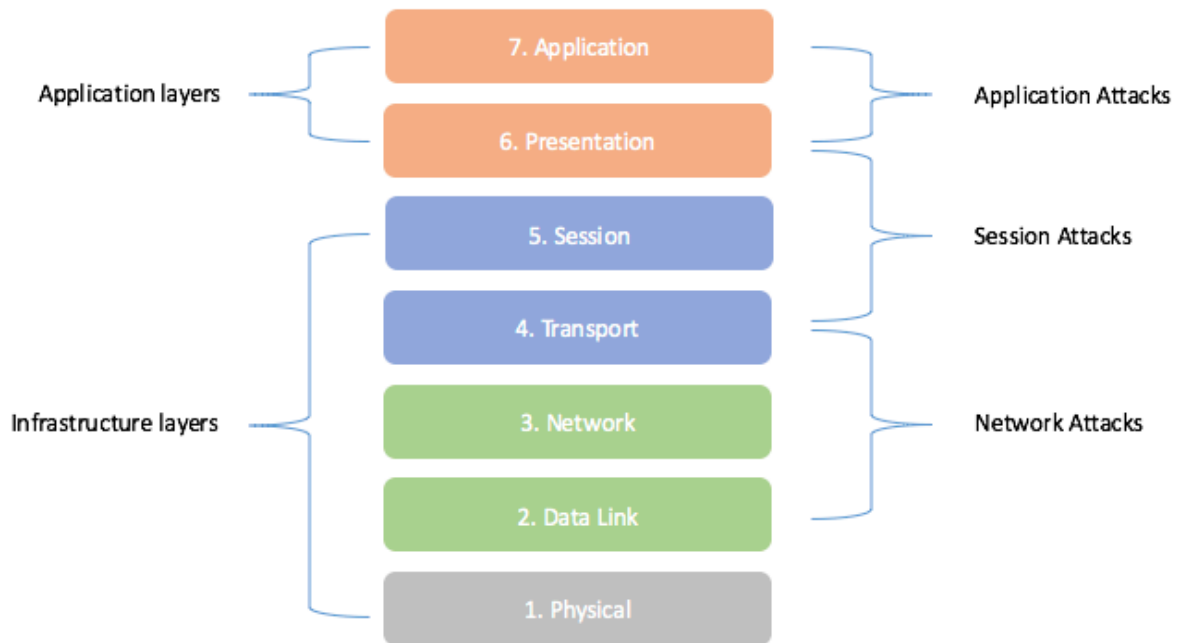 7. Application
Application layers
Application Attacks
6. Presentation
5. Session
Session Attacks
4. Transport
Infrastructure layers
3. Network
Network Attacks
2. Data Link
1. Physical